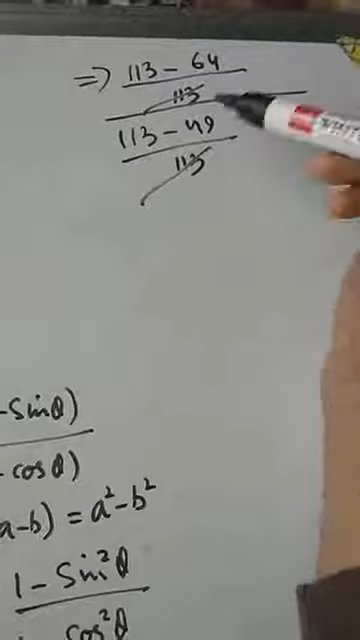 => 113 - 64
113
113 - 49
113
- sinθ)
- cosθ)
a-b) = a² - b²
1 - Sin²θ
cos²θ